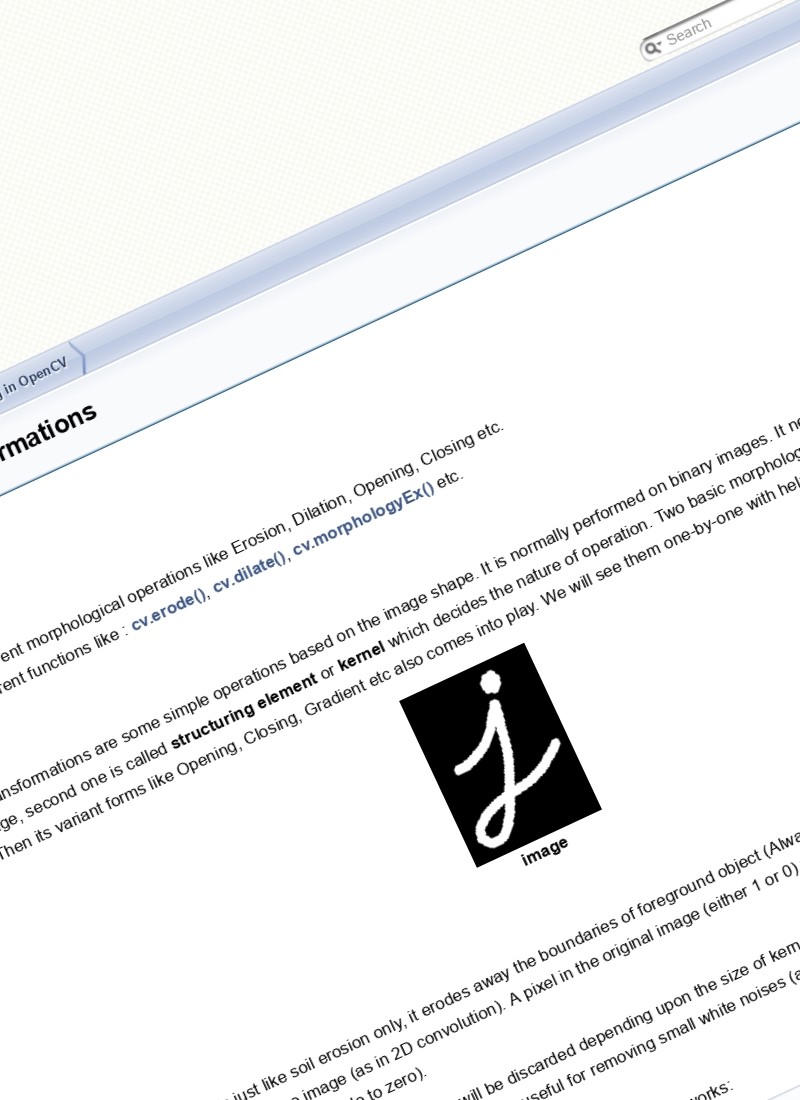 Search
in OpenCV
rmations
ent morphological operations like Erosion, Dilation, Opening, Closing etc.
rent functions like : cv.erode(), cv.dilate(), cv.morphologyEx() etc.
ansformations are some simple operations based on the image shape. It is normally performed on binary images. It ne
ge, second one is called structuring element or kernel which decides the nature of operation. Two basic morpholog
Then its variant forms like Opening, Closing, Gradient etc also comes into play. We will see them one-by-one with hel
j
image
just like soil erosion only, it erodes away the boundaries of foreground object (Alwa
image (as in 2D convolution). A pixel in the original image (either 1 or 0)
to zero).
will be discarded depending upon the size of kern
useful for removing small white noises (a
works: